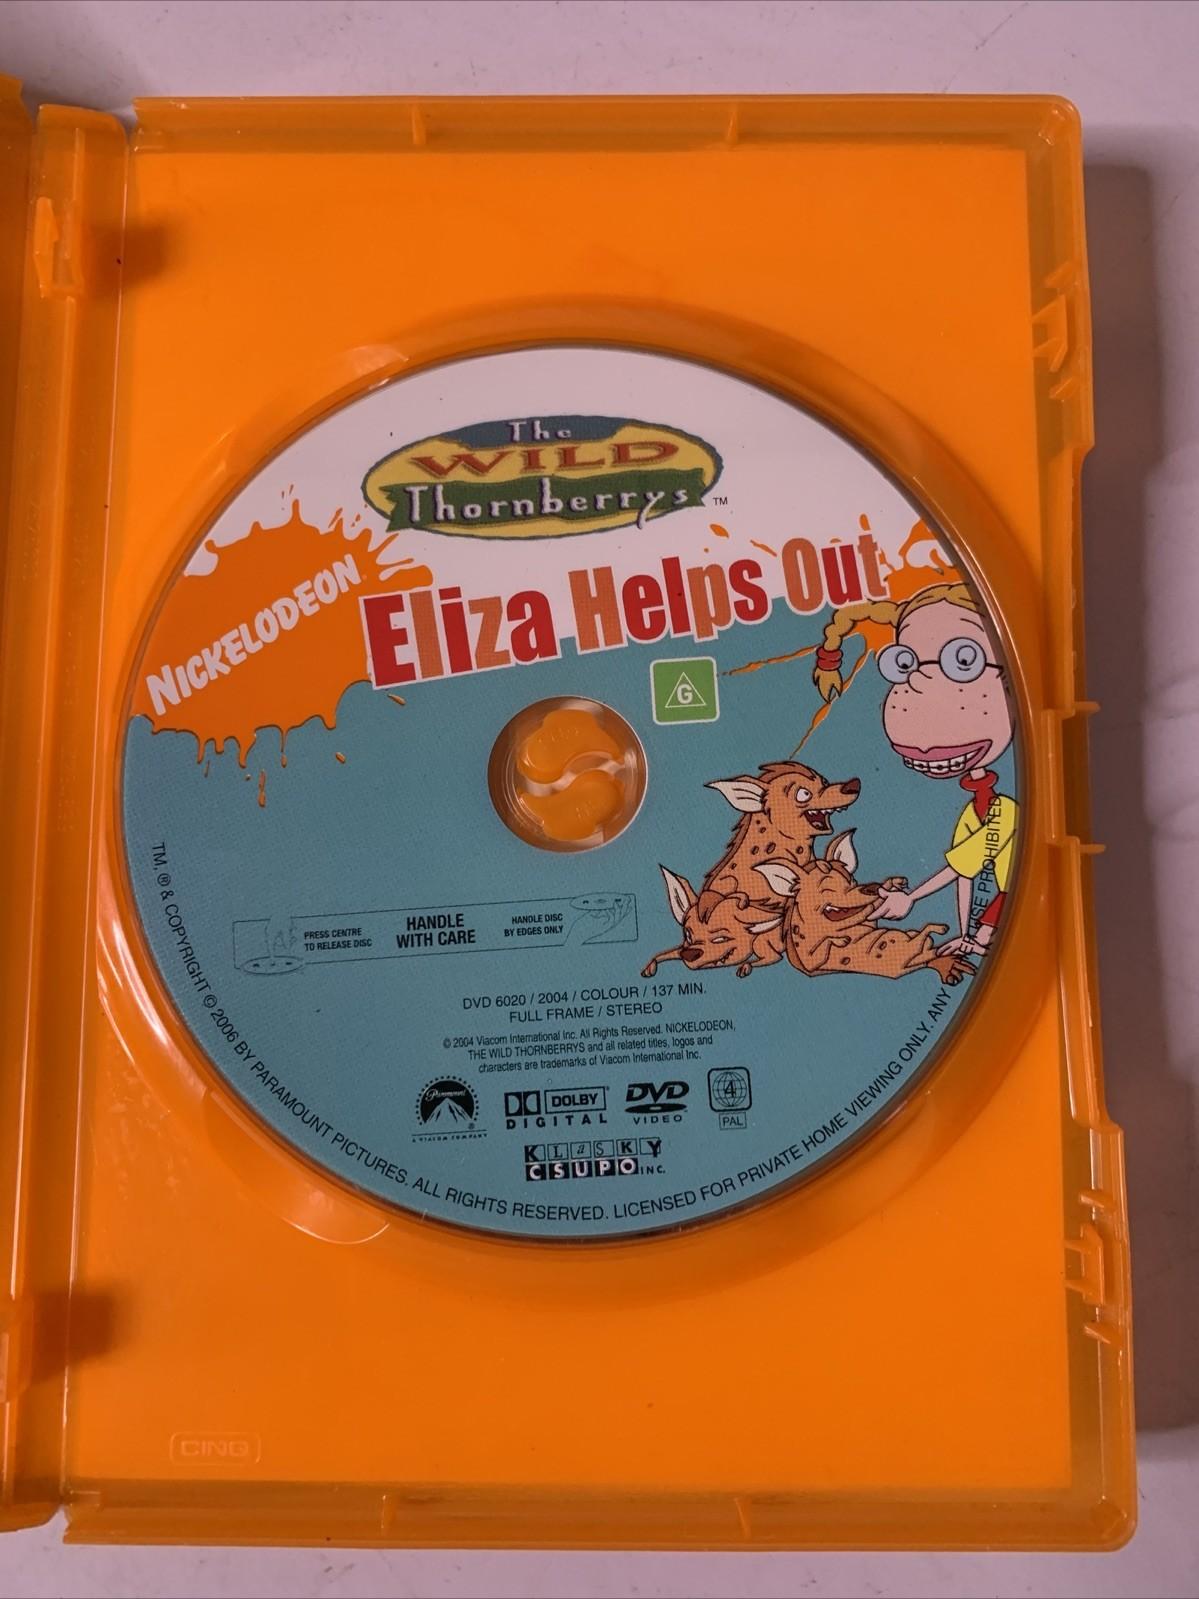 The
WILD
Thornberrys™
NICKELODEON®
Eliza Helps Out
G
PRESS CENTRE
TO RELEASE DISC
HANDLE
WITH CARE
HANDLE DISC
BY EDGES ONLY
DVD 6020 / 2004 / COLOUR / 137 MIN.
FULL FRAME / STEREO
© 2004 Viacom International Inc. All Rights Reserved. NICKELODEON,
THE WILD THORNBERRYS and all related titles, logos and
characters are trademarks of Viacom International Inc.
Paramount®
A VIACOM COMPANY
DOLBY®
DIGITAL
DVD
VIDEO
4
PAL
KLASKY
CSUPO INC.
TM, ® & COPYRIGHT © 2006 BY PARAMOUNT PICTURES. ALL RIGHTS RESERVED. LICENSED FOR PRIVATE HOME VIEWING ONLY. ANY OTHER USE PROHIBITED
CINQ